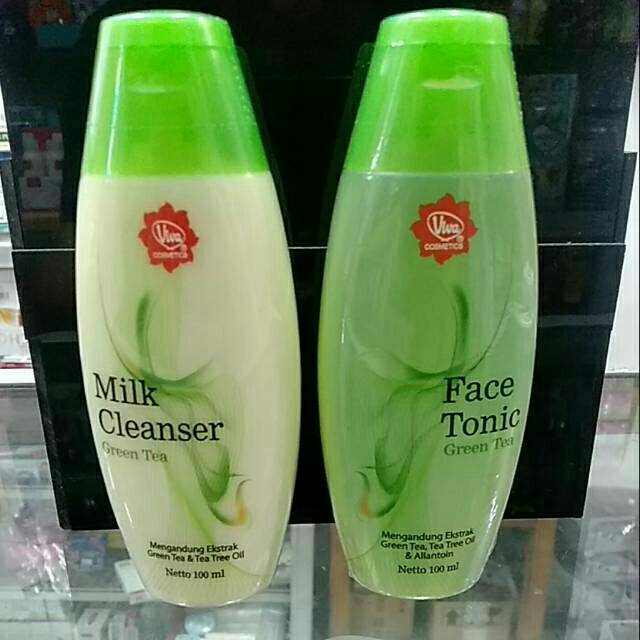 Viva
COSMETICS
Milk
Cleanser
Green Tea
Mengandung Ekstrak
Green Tea & Tea Tree Oil
Netto 100 ml
Viva
COSMETICS
Face
Tonic
Green Tea
Mengandung Ekstrak
Green Tea, Tea Tree Oil
& Allantoin
Netto 100 ml